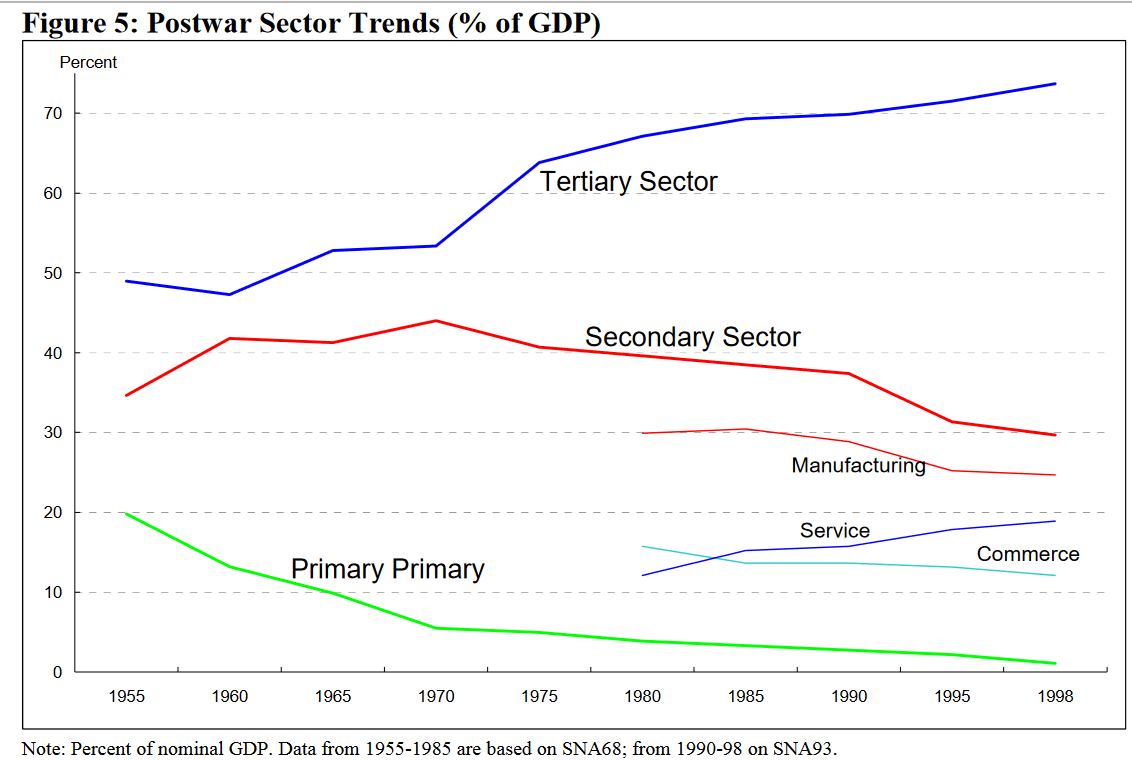 Figure 5: Postwar Sector Trends (% of GDP)
Percent
70
Tertiary Sector
60
50
Secondary Sector
40
30
Manufacturing
20
Service
Commerce
Primary Primary
10
0
1955 1960 1965 1970 1975 1980 1985 1990 1995 1998
Note: Percent of nominal GDP. Data from 1955-1985 are based on SNA68; from 1990-98 on SNA93.